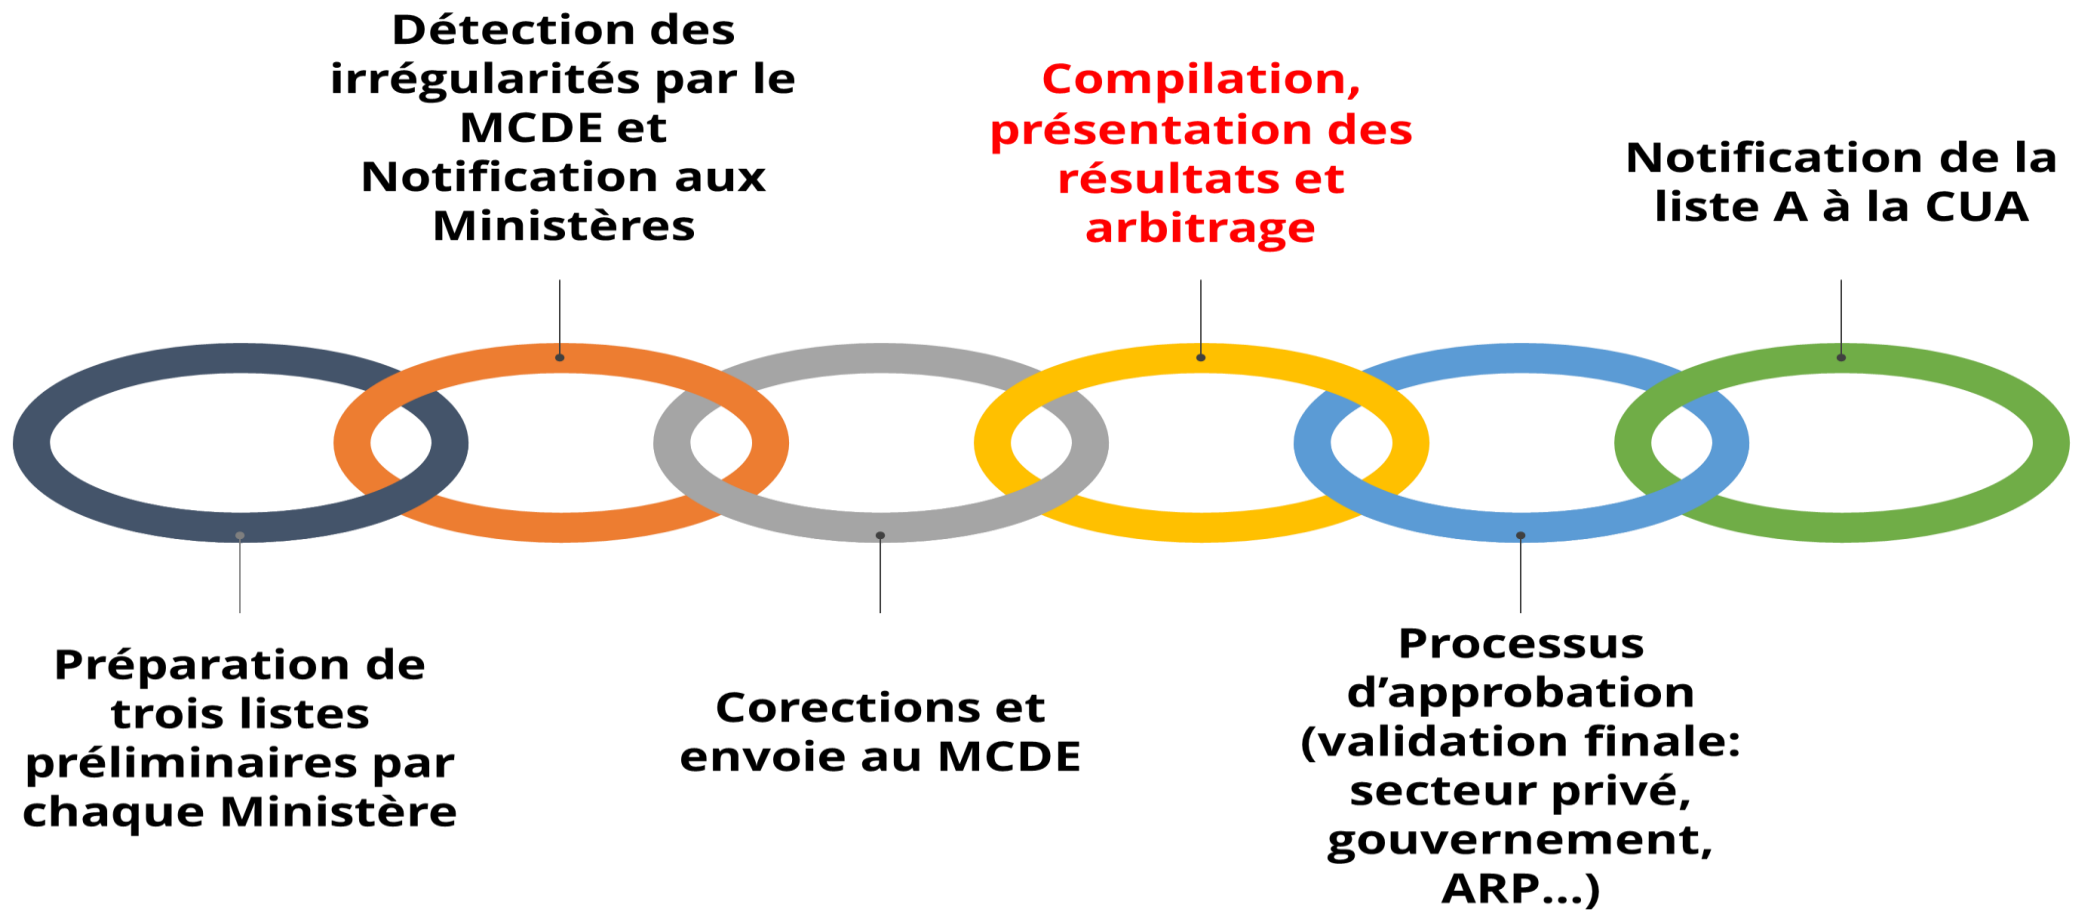 Préparation de
trois listes
préliminaires par
chaque Ministère
Détection des
irrégularités par le
MCDE et
Notification aux
Ministères
Corections et
envoie au MCDE
Compilation,
présentation des
résultats et
arbitrage
Processus
d’approbation
(validation finale:
secteur privé,
gouvernement,
ARP…)
Notification de la
liste A à la CUA